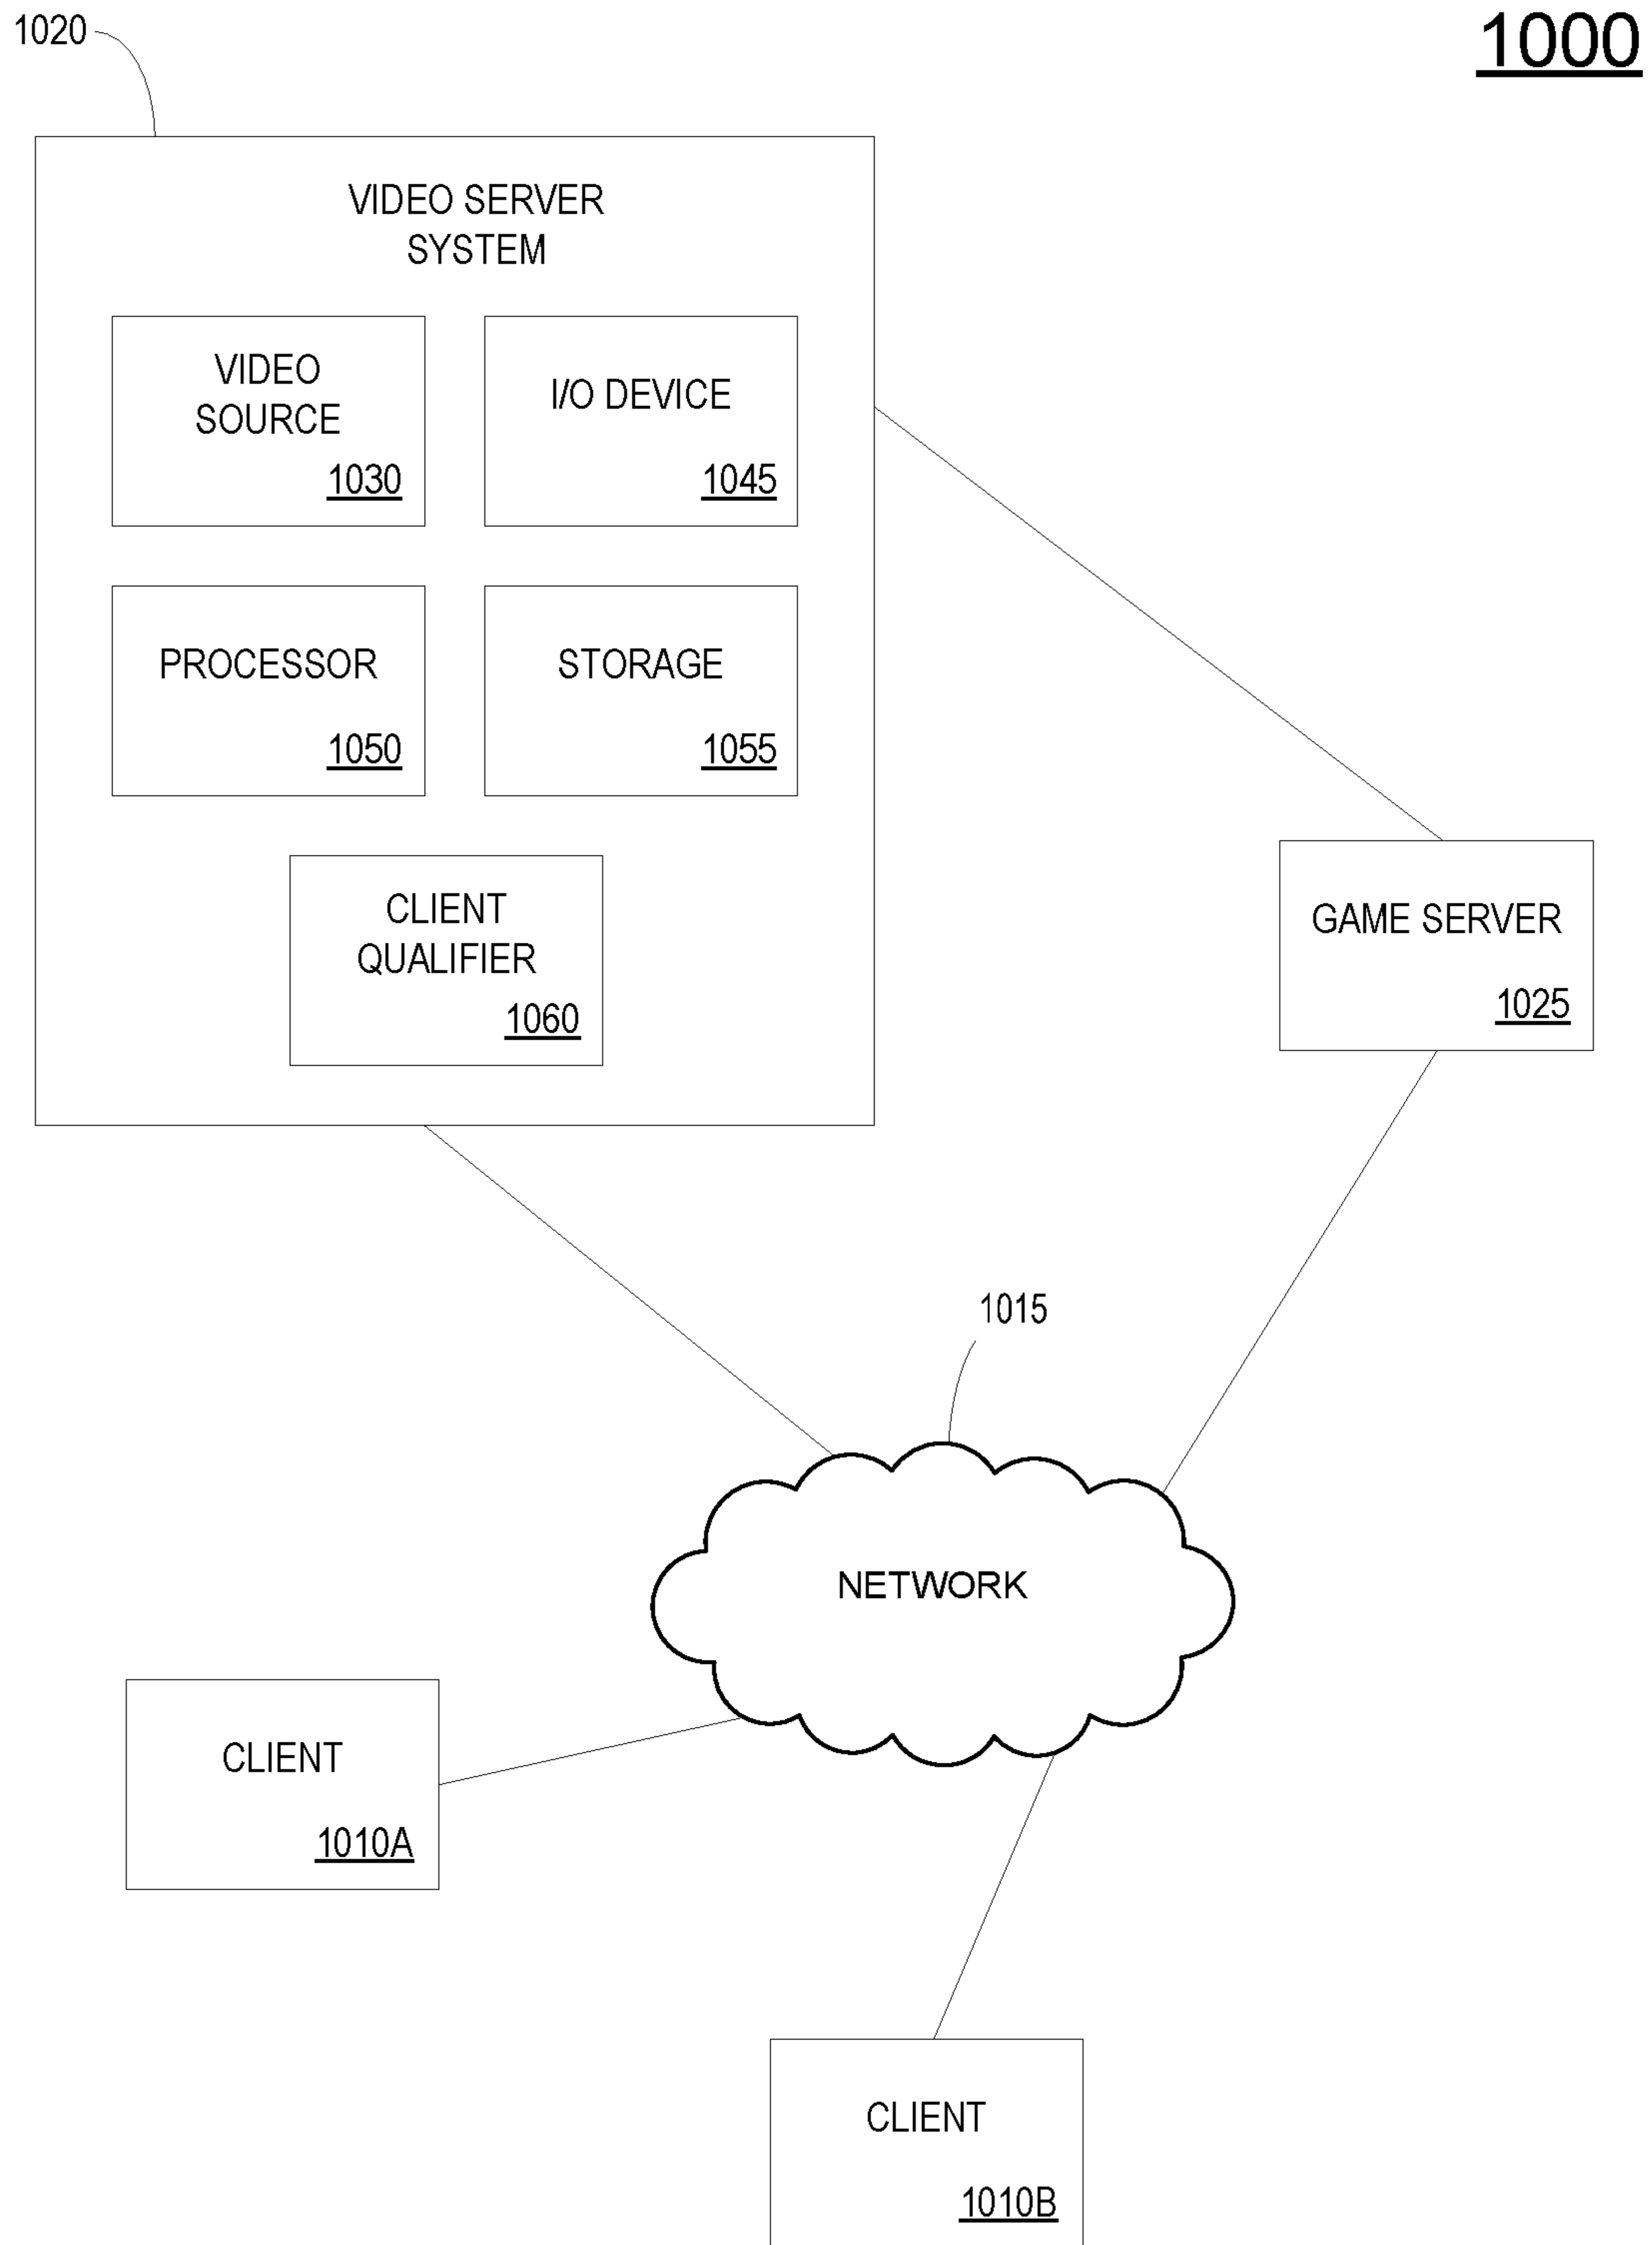 1020
1000
VIDEO SERVER
SYSTEM
VIDEO
SOURCE
1030
I/O DEVICE
1045
PROCESSOR
1050
STORAGE
1055
CLIENT
QUALIFIER
1060
GAME SERVER
1025
1015
NETWORK
CLIENT
1010A
CLIENT
1010B